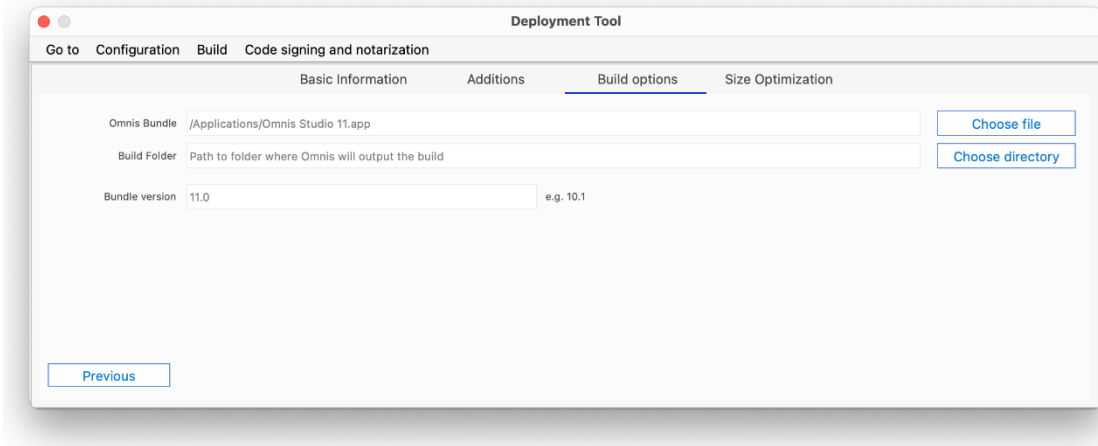 Deployment Tool
Go to Configuration Build Code signing and notarization
Basic Information Additions Build options Size Optimization
Omnis Bundle /Applications/Omnis Studio 11.app Choose file
Build Folder Path to folder where Omnis will output the build Choose directory
Bundle version 11.0 e.g. 10.1
Previous